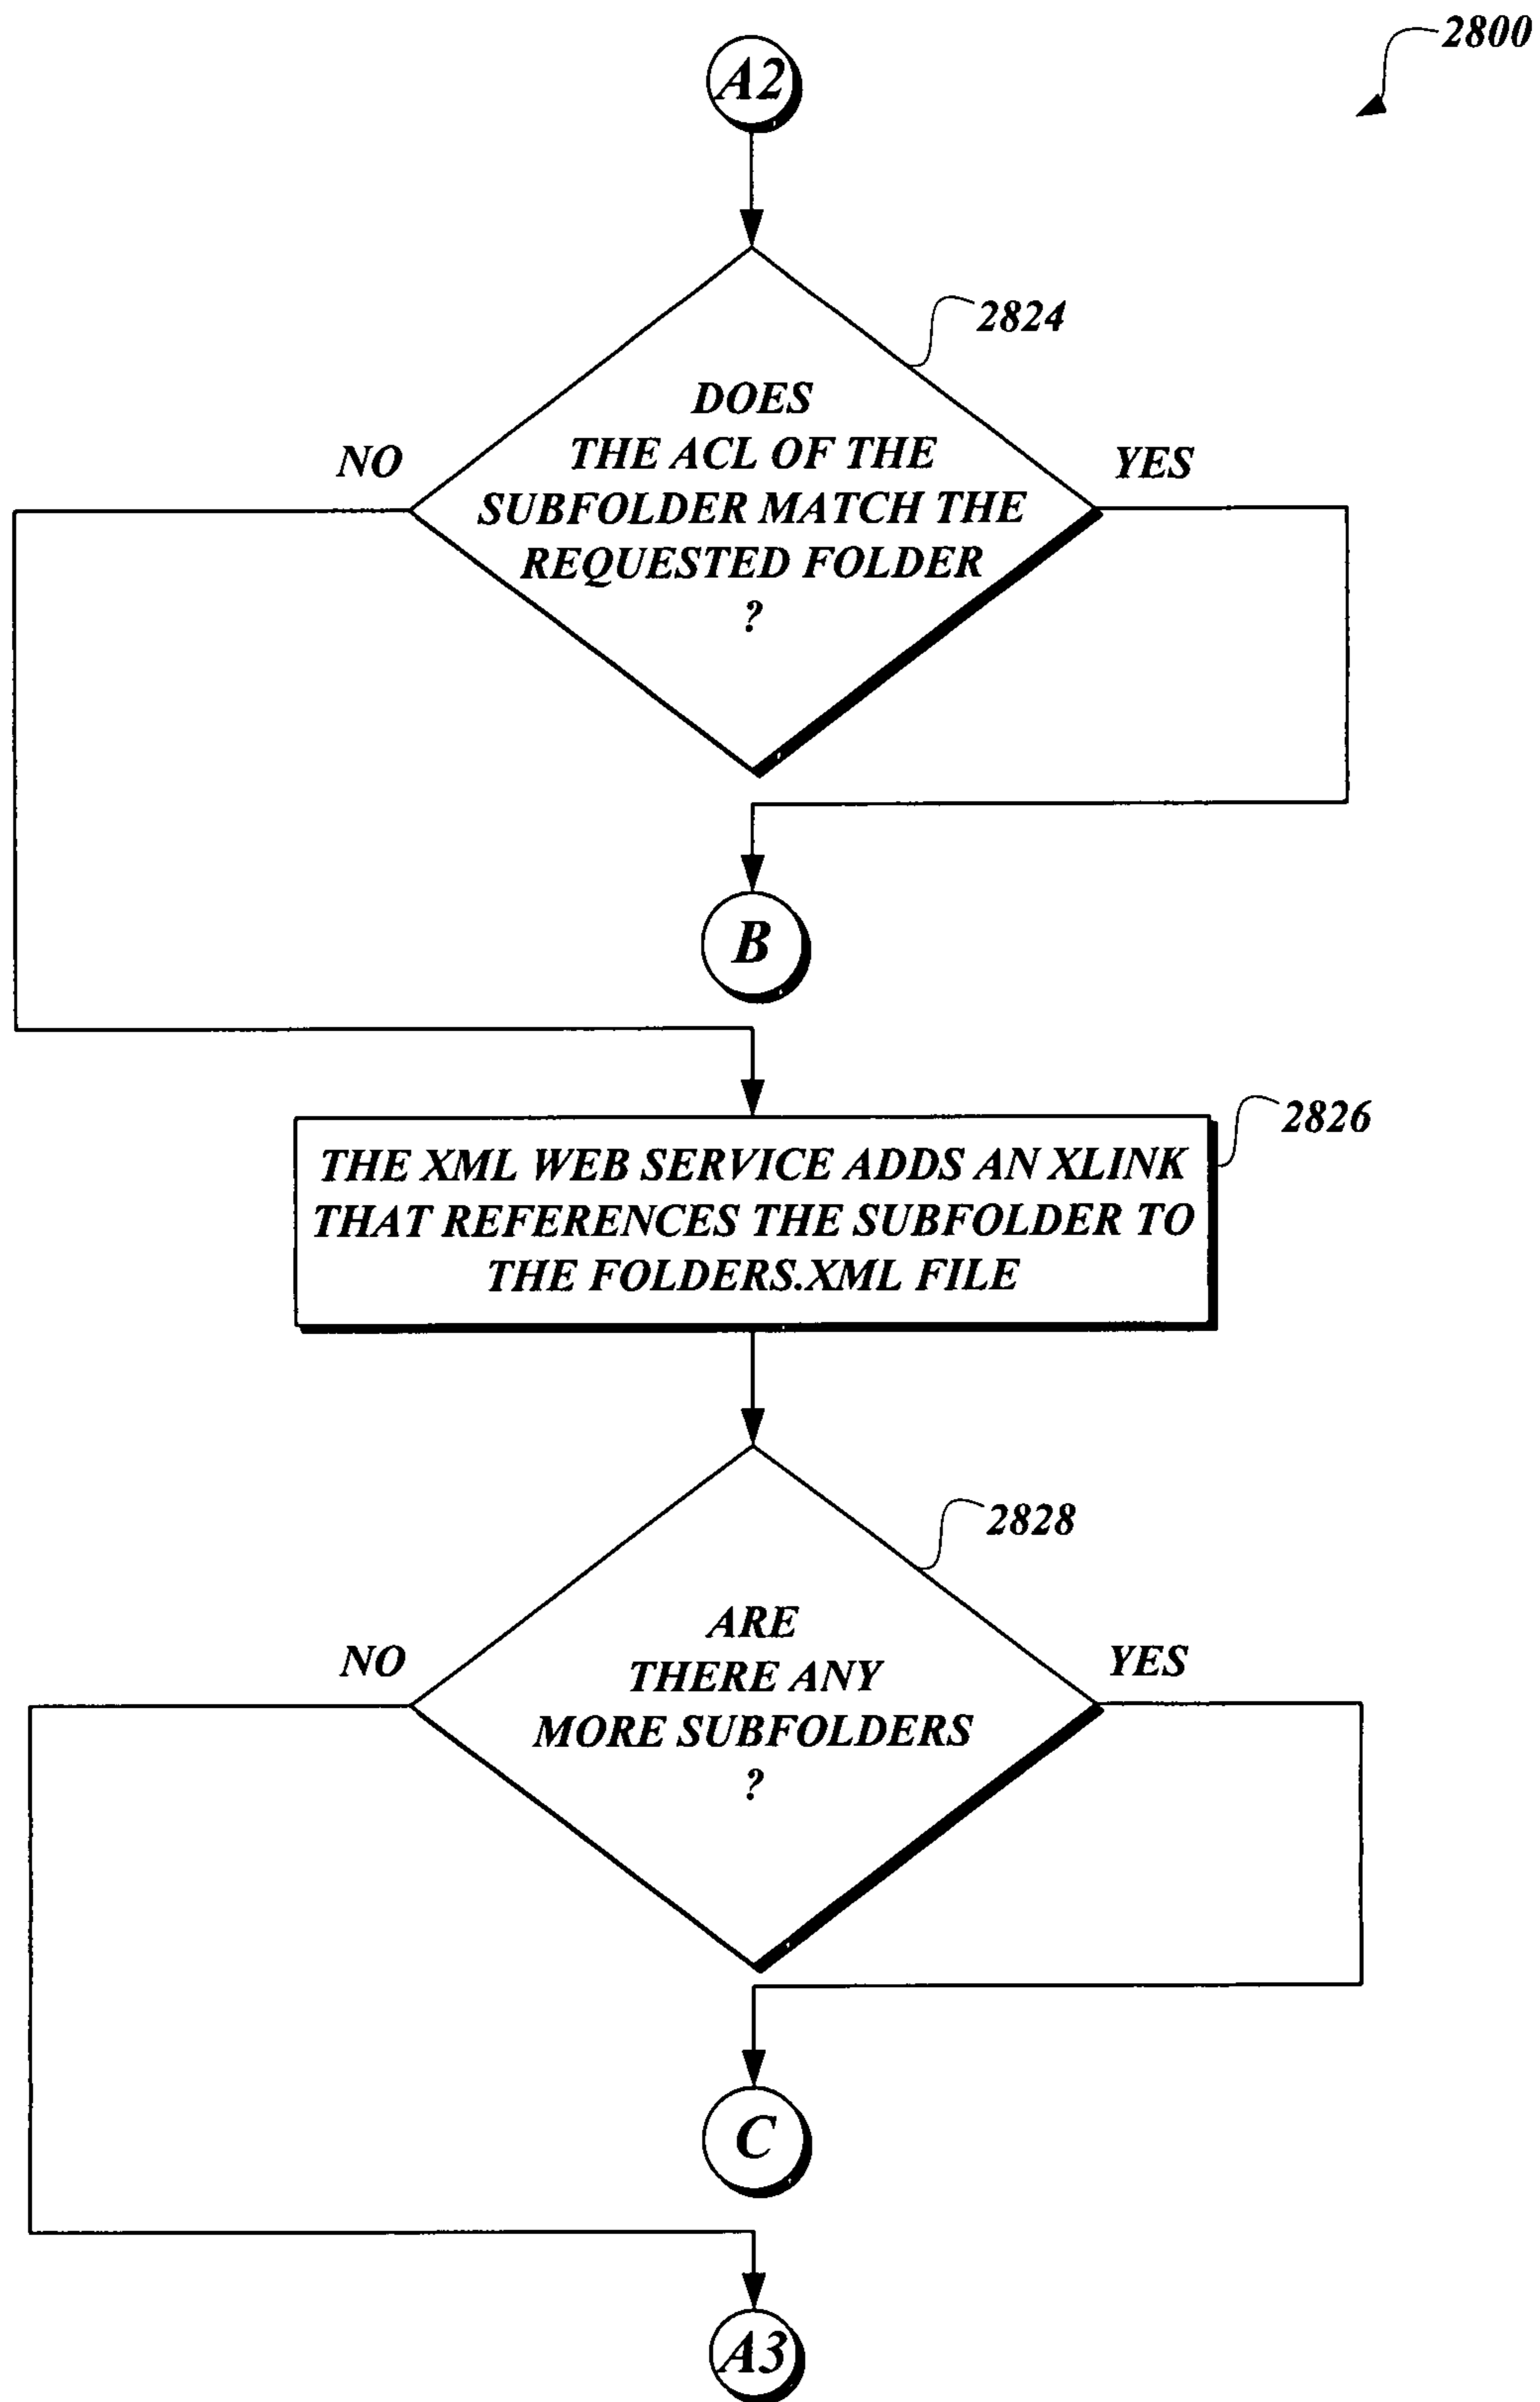 2800
A2
2824
DOES
THE ACL OF THE
SUBFOLDER MATCH THE
REQUESTED FOLDER
?
NO
YES
B
2826
THE XML WEB SERVICE ADDS AN XLINK
THAT REFERENCES THE SUBFOLDER TO
THE FOLDERS.XML FILE
2828
ARE
THERE ANY
MORE SUBFOLDERS
?
NO
YES
C
A3